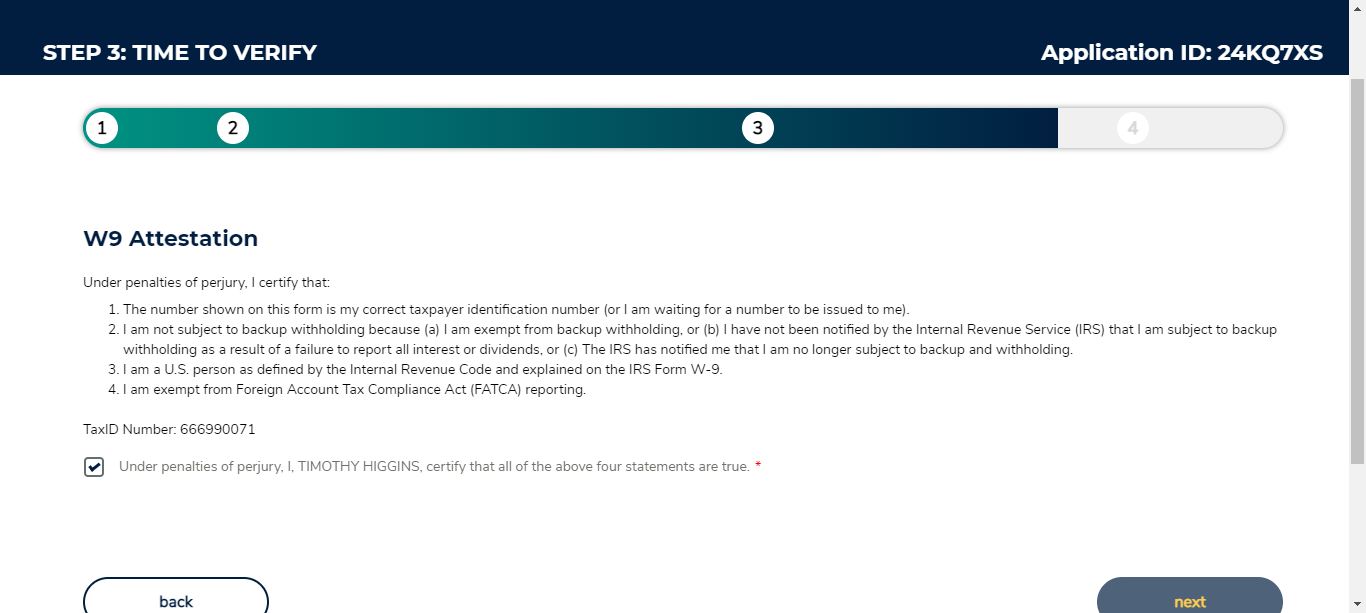 STEP 3: TIME TO VERIFY
Application ID: 24KQ7XS
1 2 3 4
W9 Attestation
Under penalties of perjury, I certify that:
1. The number shown on this form is my correct taxpayer identification number (or I am waiting for a number to be issued to me).
2. I am not subject to backup withholding because (a) I am exempt from backup withholding, or (b) I have not been notified by the Internal Revenue Service (IRS) that I am subject to backup
withholding as a result of a failure to report all interest or dividends, or (c) The IRS has notified me that I am no longer subject to backup and withholding.
3. I am a U.S. person as defined by the Internal Revenue Code and explained on the IRS Form W-9.
4. I am exempt from Foreign Account Tax Compliance Act (FATCA) reporting.
TaxID Number: 666990071
Under penalties of perjury, I, TIMOTHY HIGGINS, certify that all of the above four statements are true. *
back
next